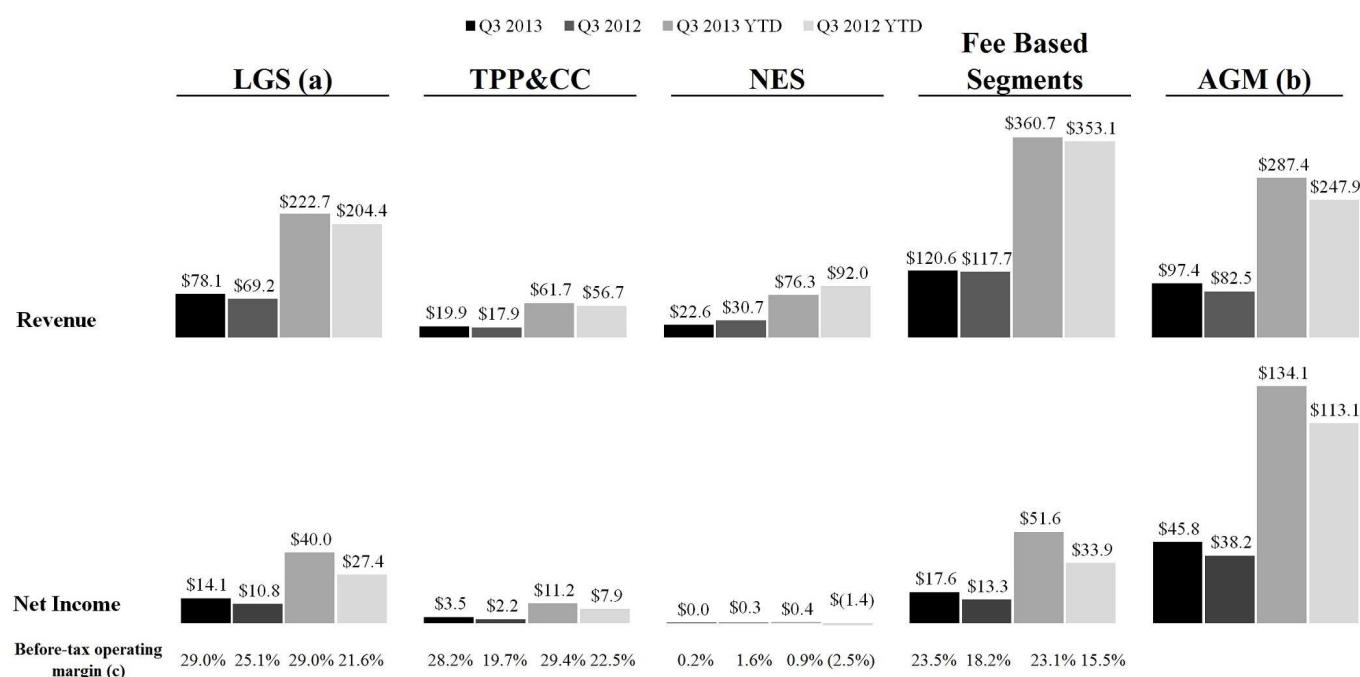 ■ Q3 2013 ■ Q3 2012 ■ Q3 2013 YTD ■ Q3 2012 YTD
LGS (a) TPP&CC NES Fee Based Segments AGM (b)
Revenue
$78.1 $69.2 $222.7 $204.4
$19.9 $17.9 $61.7 $56.7
$22.6 $30.7 $76.3 $92.0
$120.6 $117.7 $360.7 $353.1
$97.4 $82.5 $287.4 $247.9
Net Income
$14.1 $10.8 $40.0 $27.4
$3.5 $2.2 $11.2 $7.9
$0.0 $0.3 $0.4 $(1.4)
$17.6 $13.3 $51.6 $33.9
$45.8 $38.2 $134.1 $113.1
Before-tax operating
margin (c)
29.0% 25.1% 29.0% 21.6% 28.2% 19.7% 29.4% 22.5% 0.2% 1.6% 0.9% (2.5%) 23.5% 18.2% 23.1% 15.5%